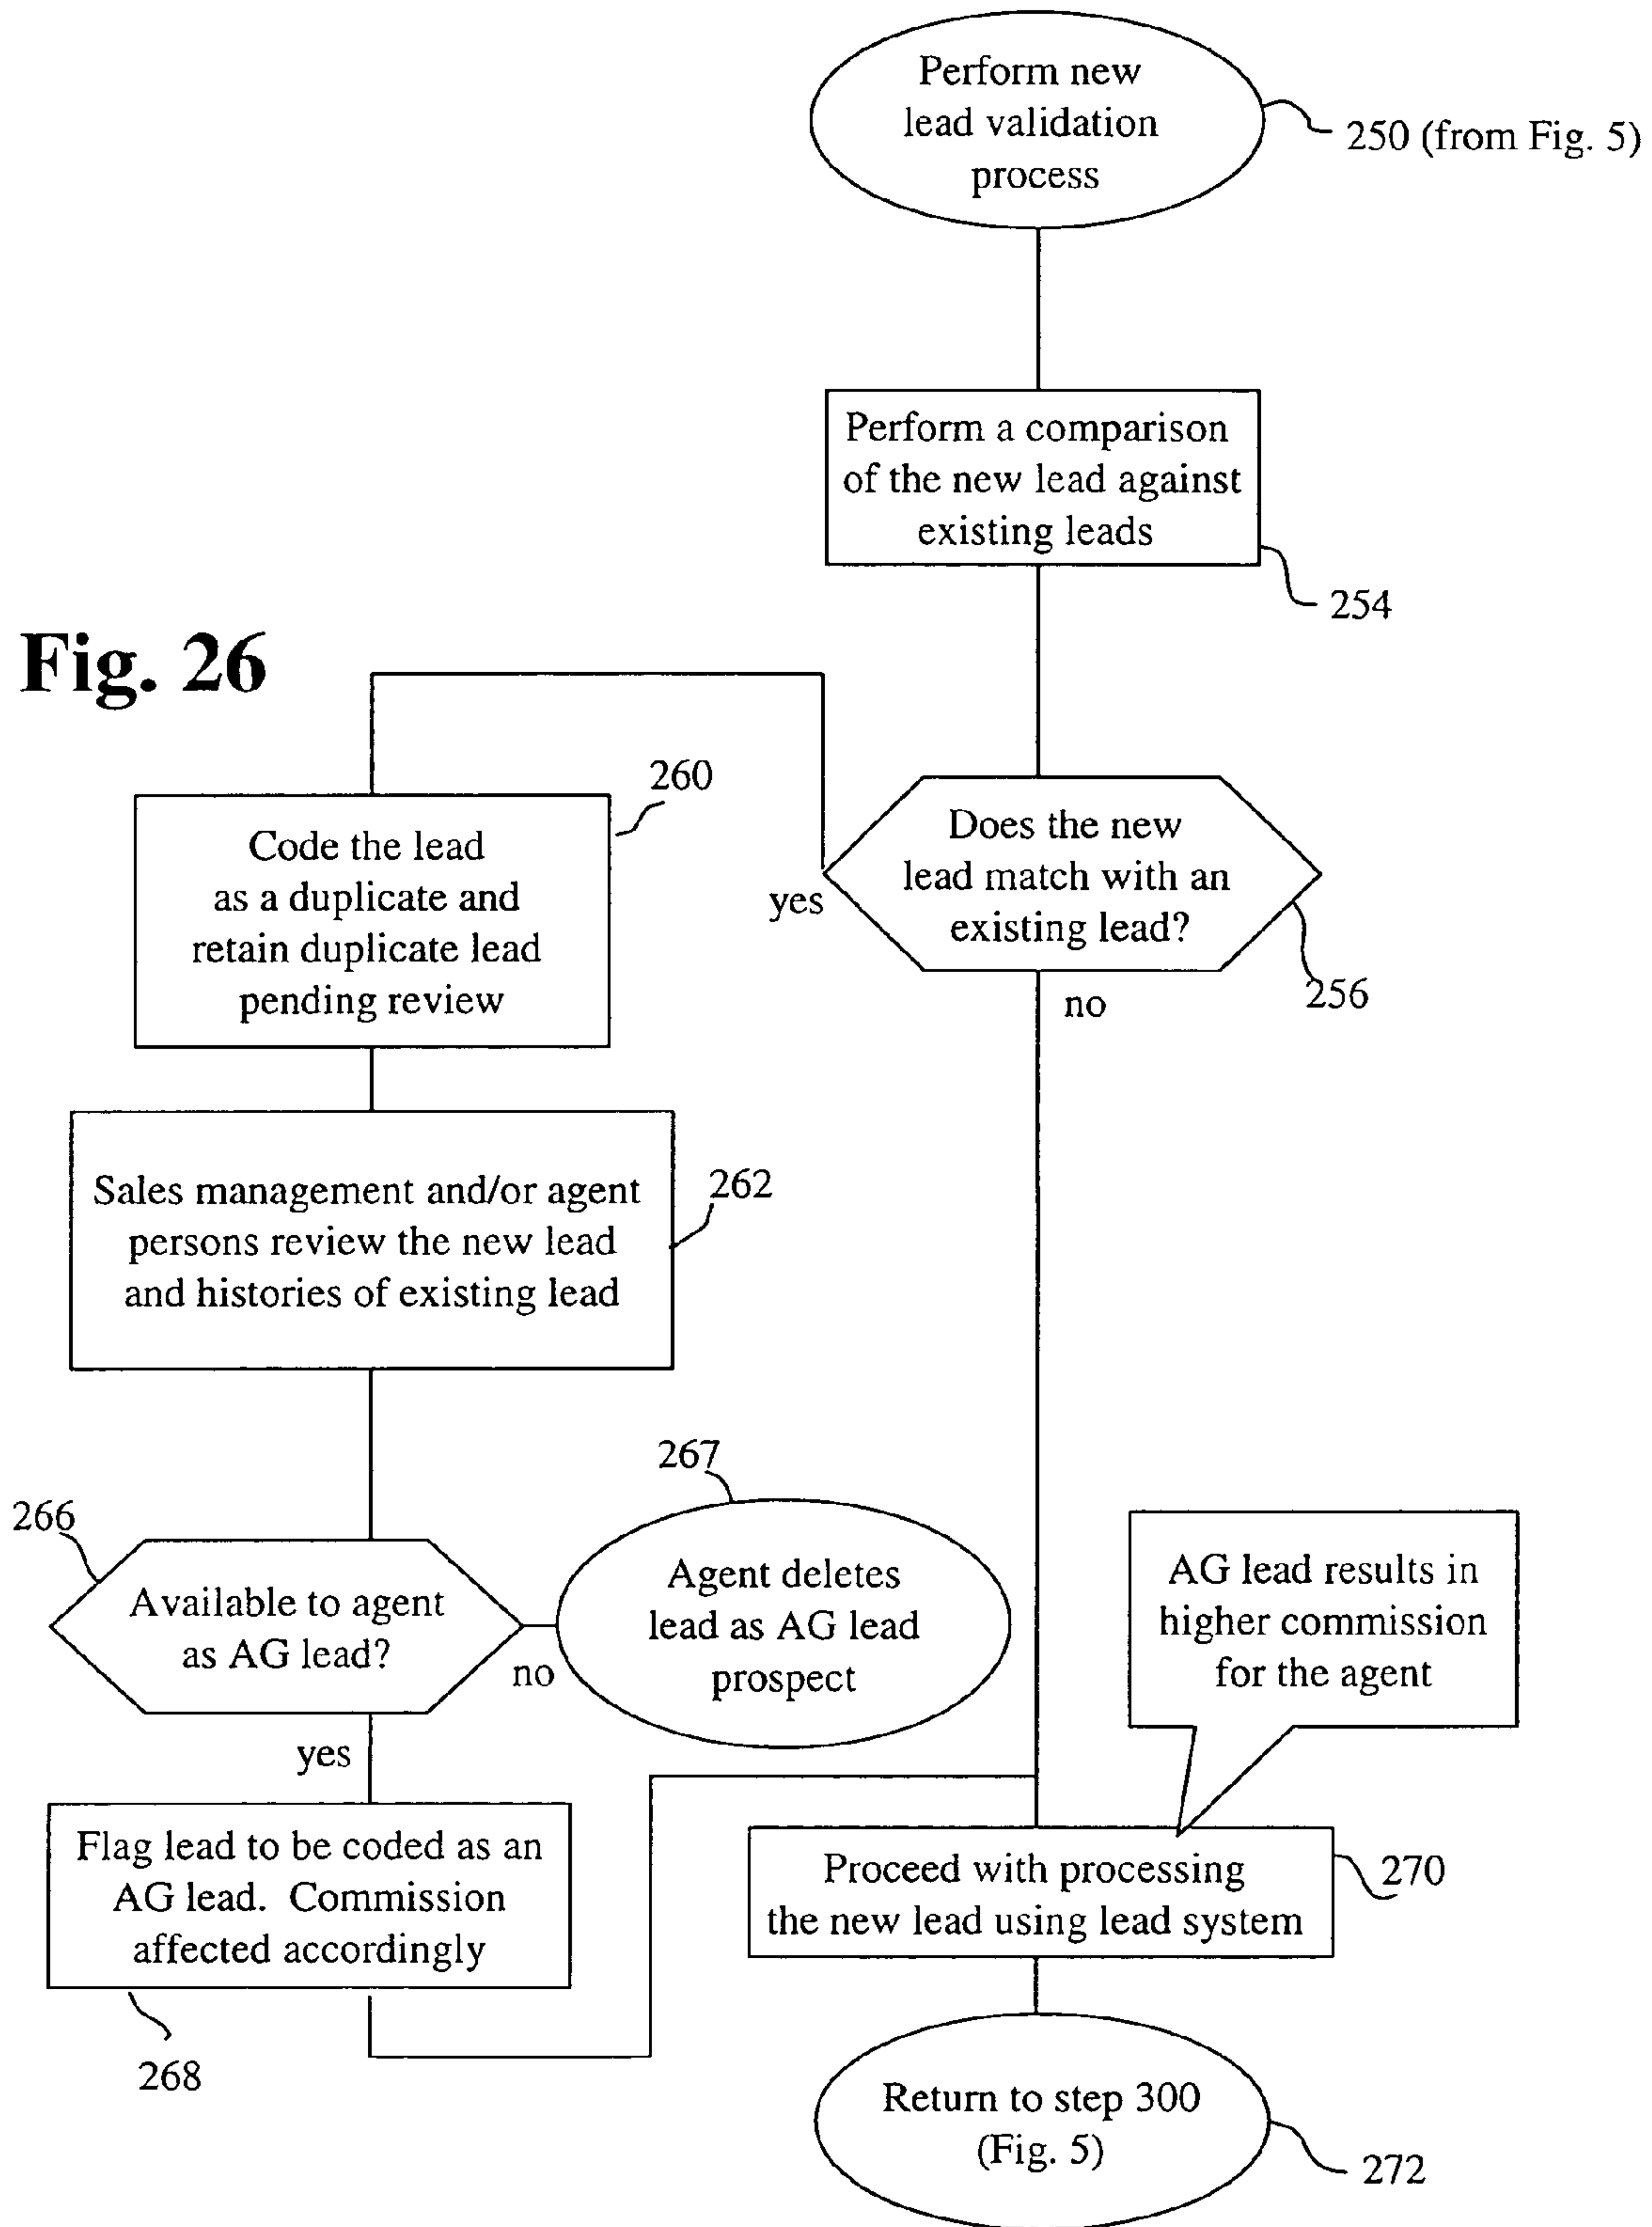 Perform new
lead validation
process
250 (from Fig. 5)
Perform a comparison
of the new lead against
existing leads
254
Fig. 26
260
Code the lead
as a duplicate and
retain duplicate lead
pending review
Does the new
lead match with an
existing lead?
yes
256
no
Sales management and/or agent
persons review the new lead
and histories of existing lead
262
266
Available to agent
as AG lead?
no
yes
267
Agent deletes
lead as AG lead
prospect
AG lead results in
higher commission
for the agent
Flag lead to be coded as an
AG lead. Commission
affected accordingly
268
Proceed with processing
the new lead using lead system
270
Return to step 300
(Fig. 5)
272